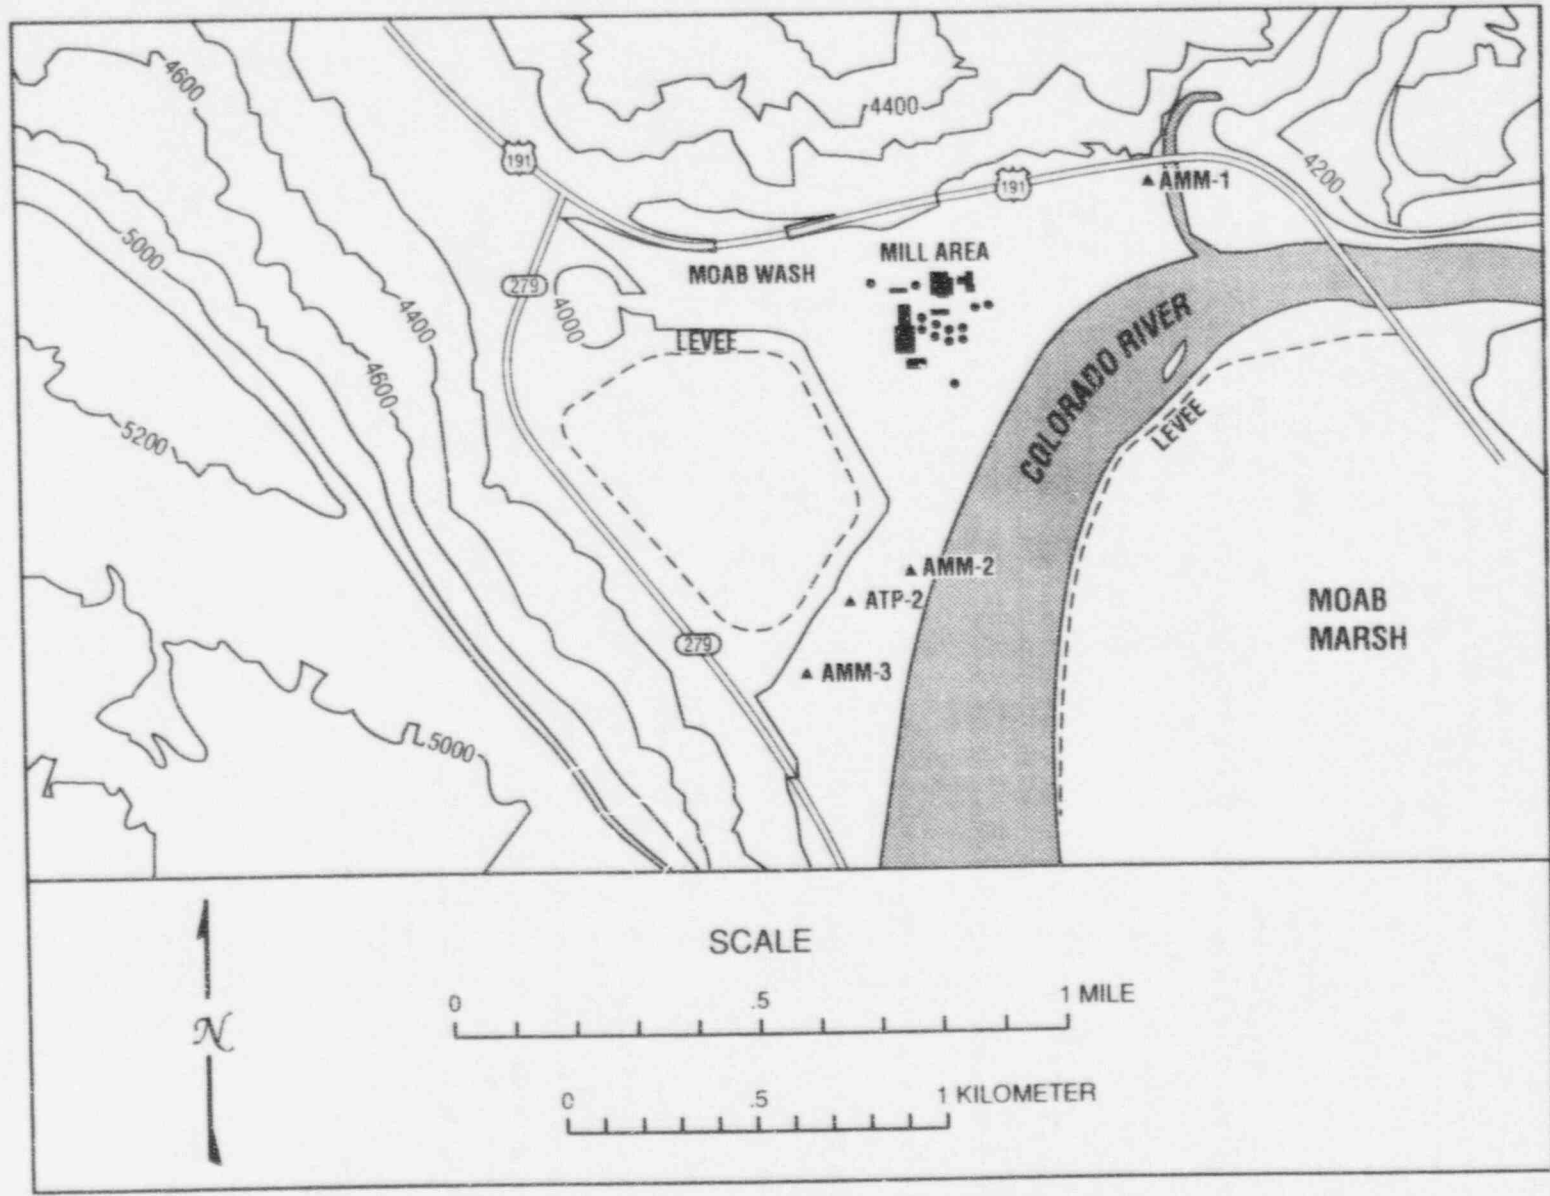 4600
4400
191
4200
AMM-1
191
5000
MILL AREA
MOAB WASH
279
4000
4400
LEVEE
COLORADO RIVER
4600
LEVEE
5200
AMM-2
ATP-2
MOAB
MARSH
279
AMM-3
5000
SCALE
0 .5 1 MILE
N
0 .5 1 KILOMETER